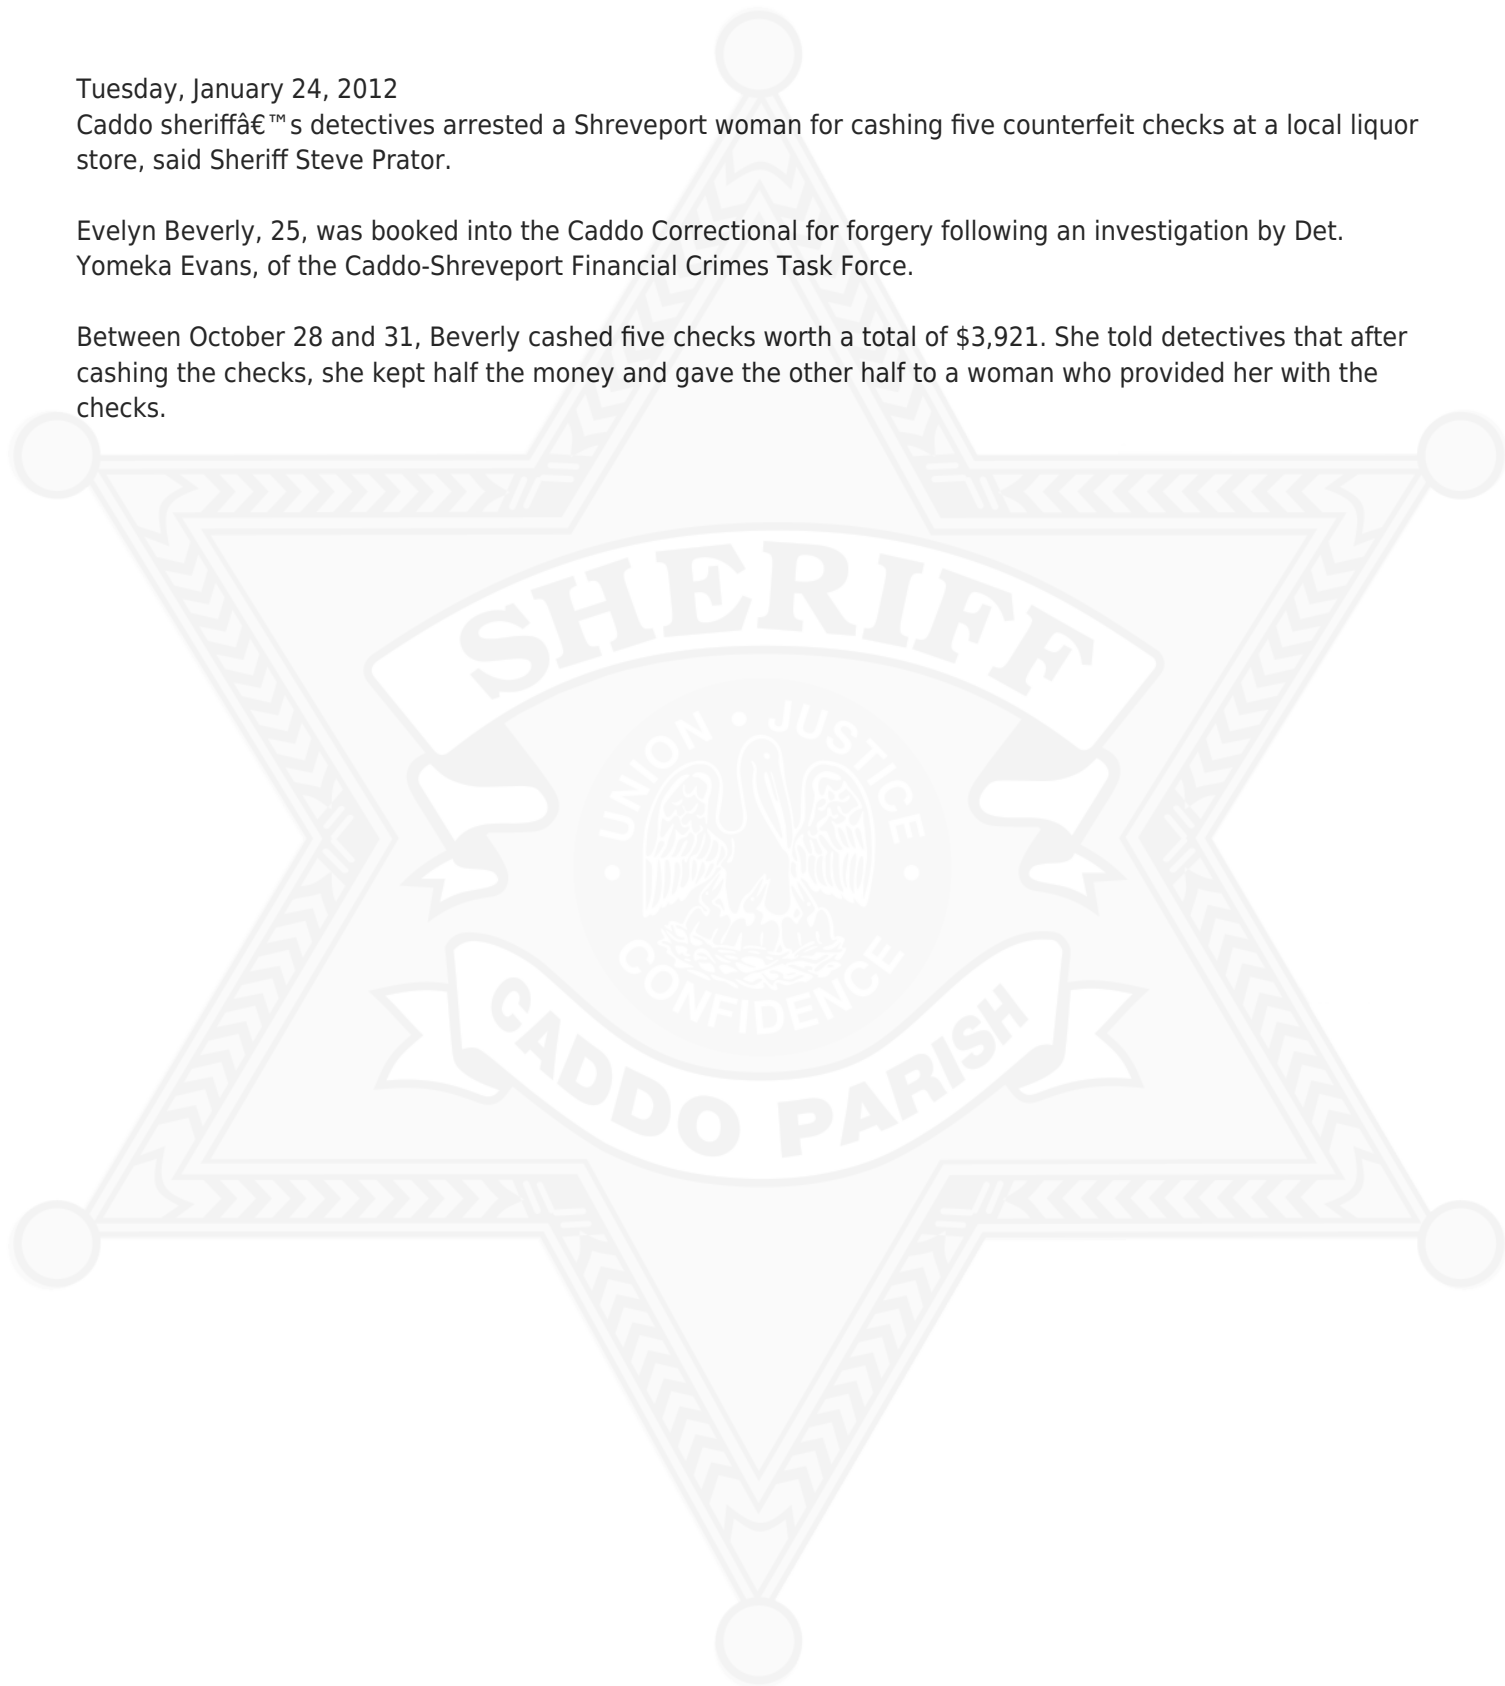 Tuesday, January 24, 2012
Caddo sheriffâ€™s detectives arrested a Shreveport woman for cashing five counterfeit checks at a local liquor
store, said Sheriff Steve Prator.
Evelyn Beverly, 25, was booked into the Caddo Correctional for forgery following an investigation by Det.
Yomeka Evans, of the Caddo-Shreveport Financial Crimes Task Force.
Between October 28 and 31, Beverly cashed five checks worth a total of $3,921. She told detectives that after
cashing the checks, she kept half the money and gave the other half to a woman who provided her with the
checks.
SHERIFF
UNION • JUSTICE
• CONFIDENCE •
CADDO PARISH